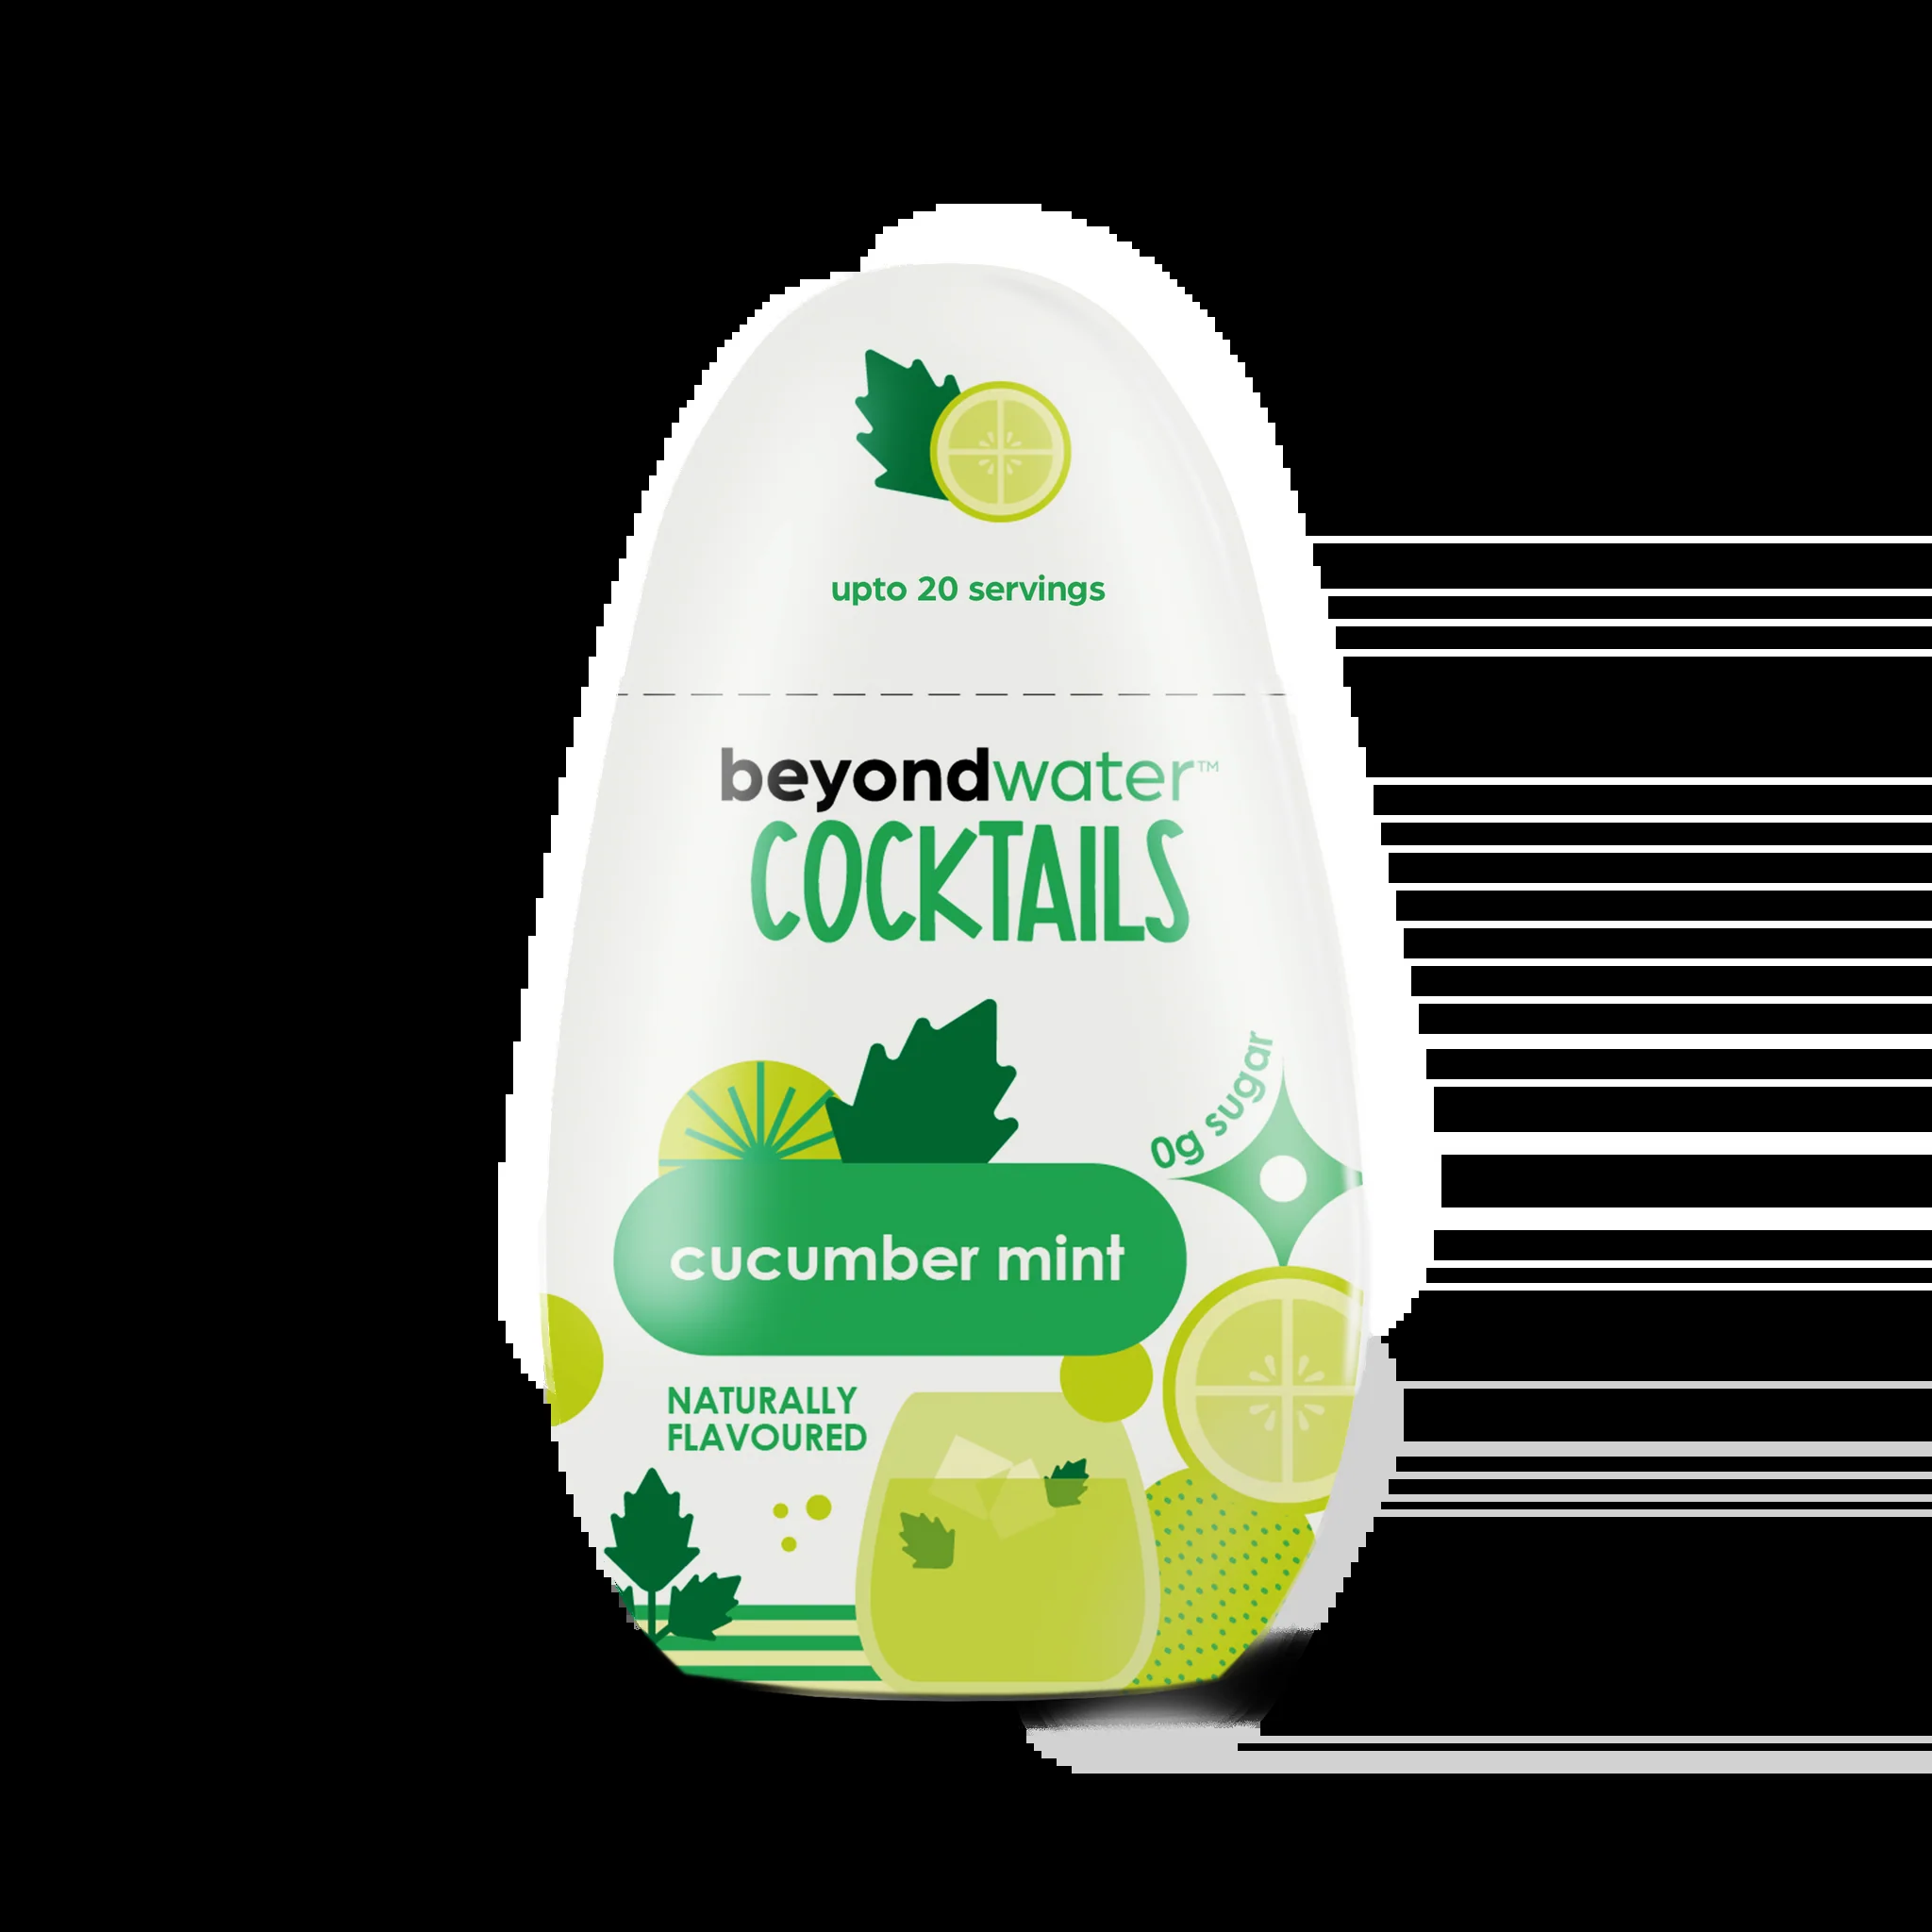 upto 20 servings
beyondwater™
COCKTAILS
0g sugar
cucumber mint
NATURALLY
FLAVOURED